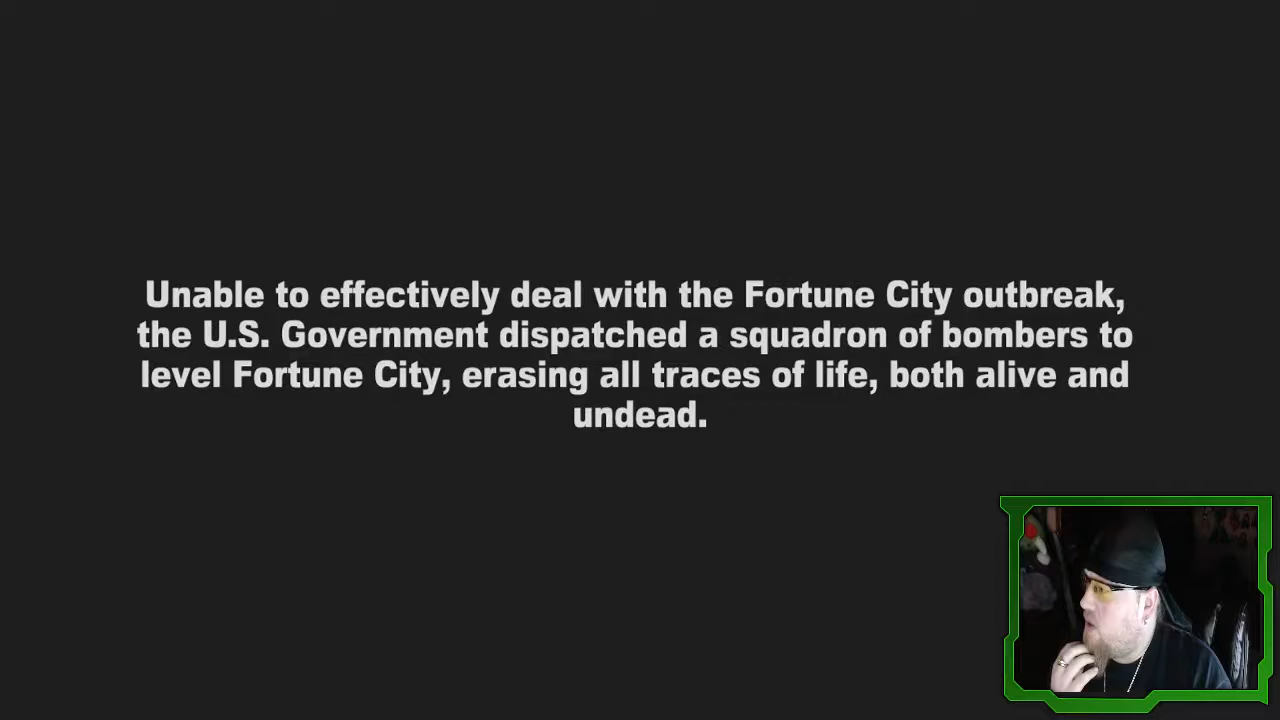 Unable to effectively deal with the Fortune City outbreak,
the U.S. Government dispatched a squadron of bombers to
level Fortune City, erasing all traces of life, both alive and
undead.